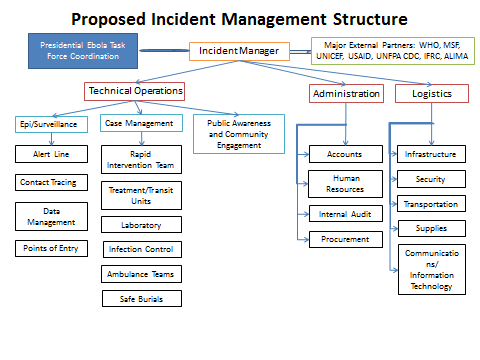 Proposed Incident Management Structure
Presidential Ebola Task
Force Coordination
Incident Manager
Major External Partners: WHO, MSF,
UNICEF, USAID, UNFPA CDC, IFRC, ALIMA
Technical Operations
Administration
Logistics
Epi/Surveillance
Case Management
Public Awareness
and Community
Engagement
Alert Line
Contact Tracing
Data
Management
Points of Entry
Rapid
Intervention Team
Treatment/Transit
Units
Laboratory
Infection Control
Ambulance Teams
Safe Burials
Accounts
Human
Resources
Internal Audit
Procurement
Infrastructure
Security
Transportation
Supplies
Communicatio
ns/
Information
Technology